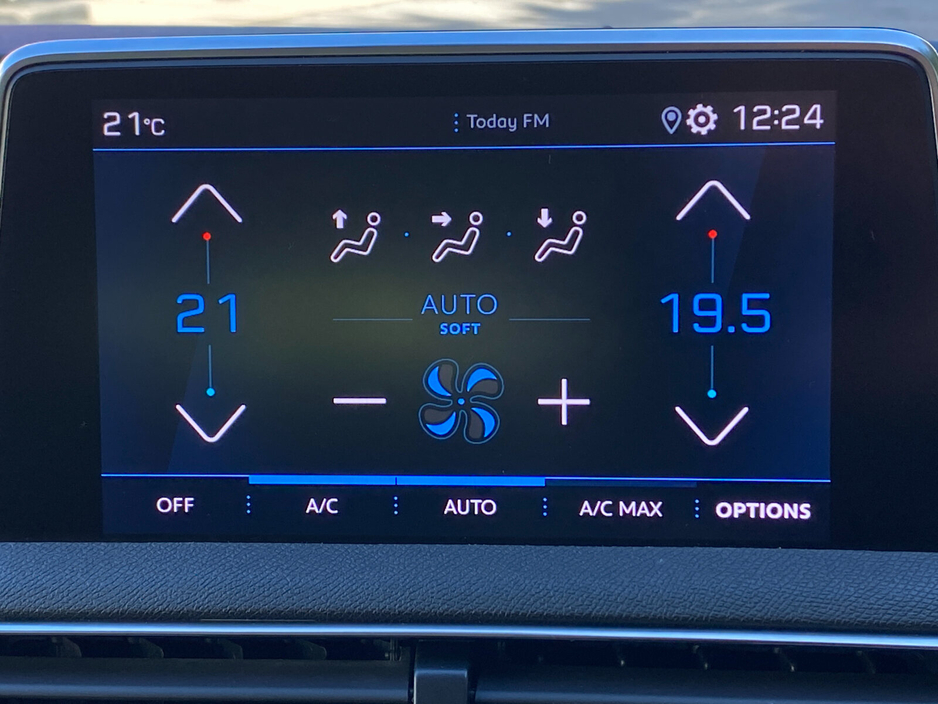 21°C
Today FM
12:24
21
AUTO
SOFT
19.5
OFF
A/C
AUTO
A/C MAX
OPTIONS